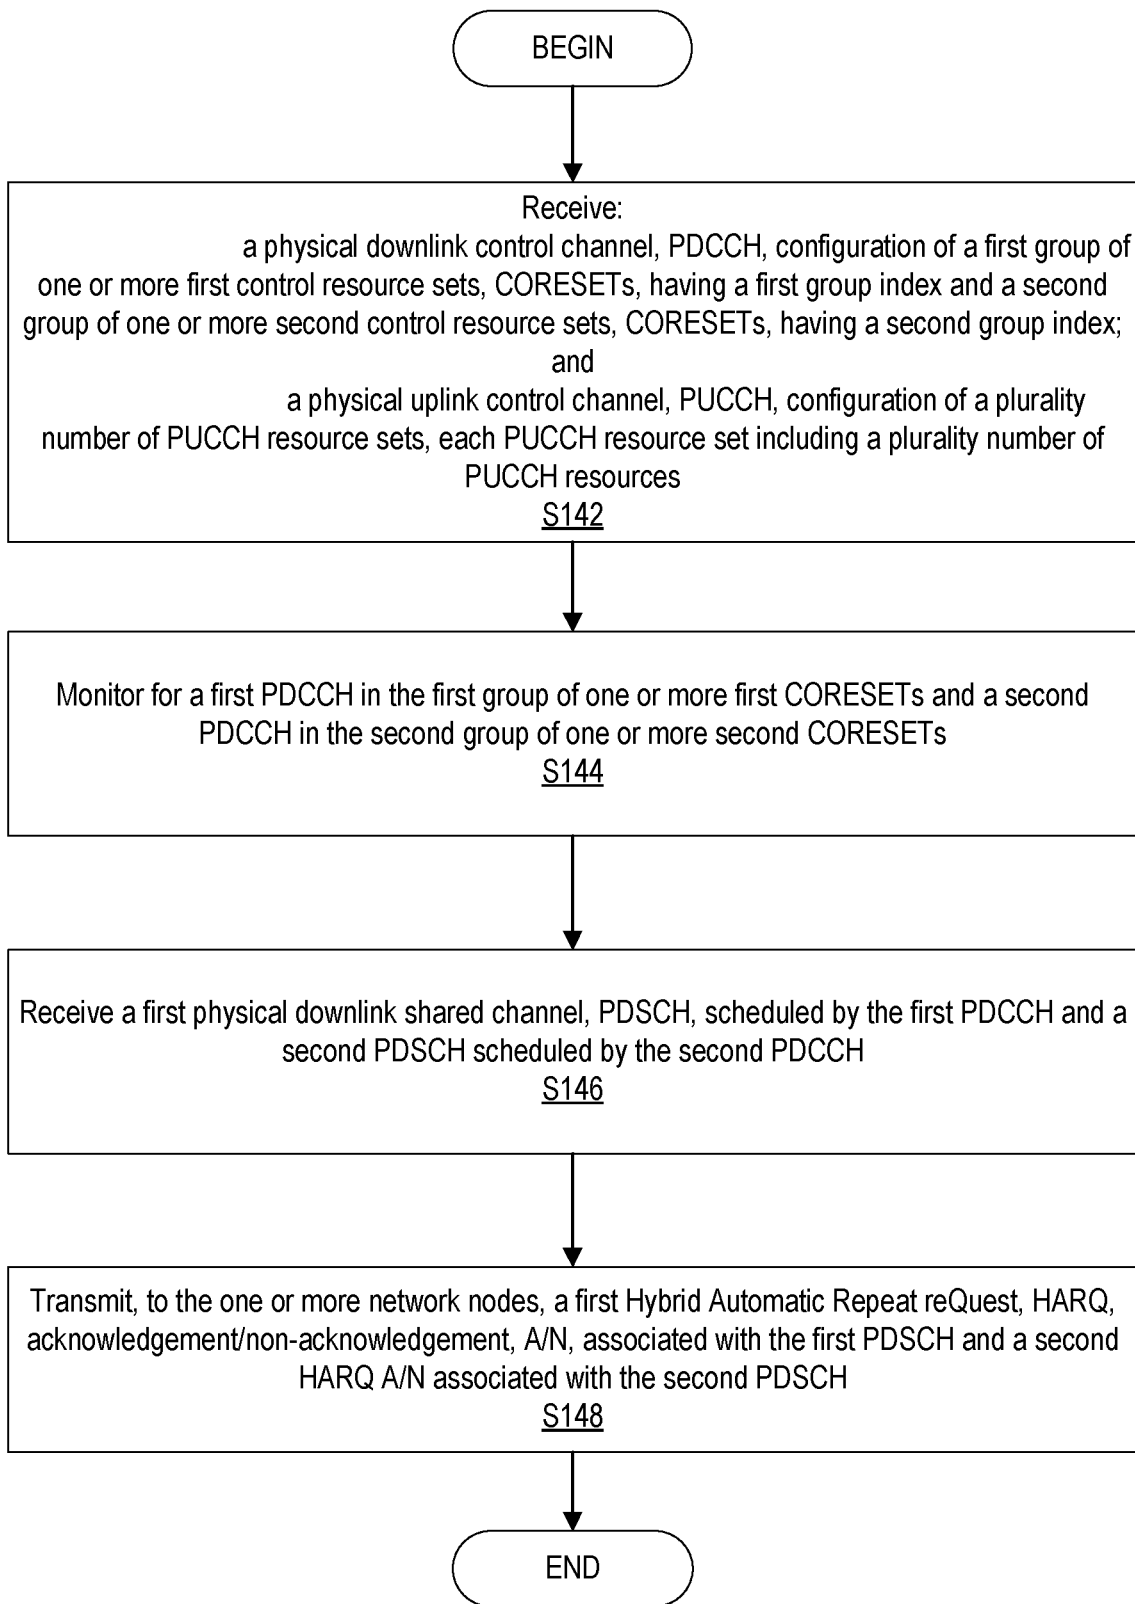 BEGIN
Receive:
a physical downlink control channel, PDCCH, configuration of a first group of
one or more first control resource sets, CORESETs, having a first group index and a second
group of one or more second control resource sets, CORESETs, having a second group index;
and
a physical uplink control channel, PUCCH, configuration of a plurality
number of PUCCH resource sets, each PUCCH resource set including a plurality number of
PUCCH resources
S142
Monitor for a first PDCCH in the first group of one or more first CORESETs and a second
PDCCH in the second group of one or more second CORESETs
S144
Receive a first physical downlink shared channel, PDSCH, scheduled by the first PDCCH and a
second PDSCH scheduled by the second PDCCH
S146
Transmit, to the one or more network nodes, a first Hybrid Automatic Repeat reQuest, HARQ,
acknowledgement/non-acknowledgement, A/N, associated with the first PDSCH and a second
HARQ A/N associated with the second PDSCH
S148
END